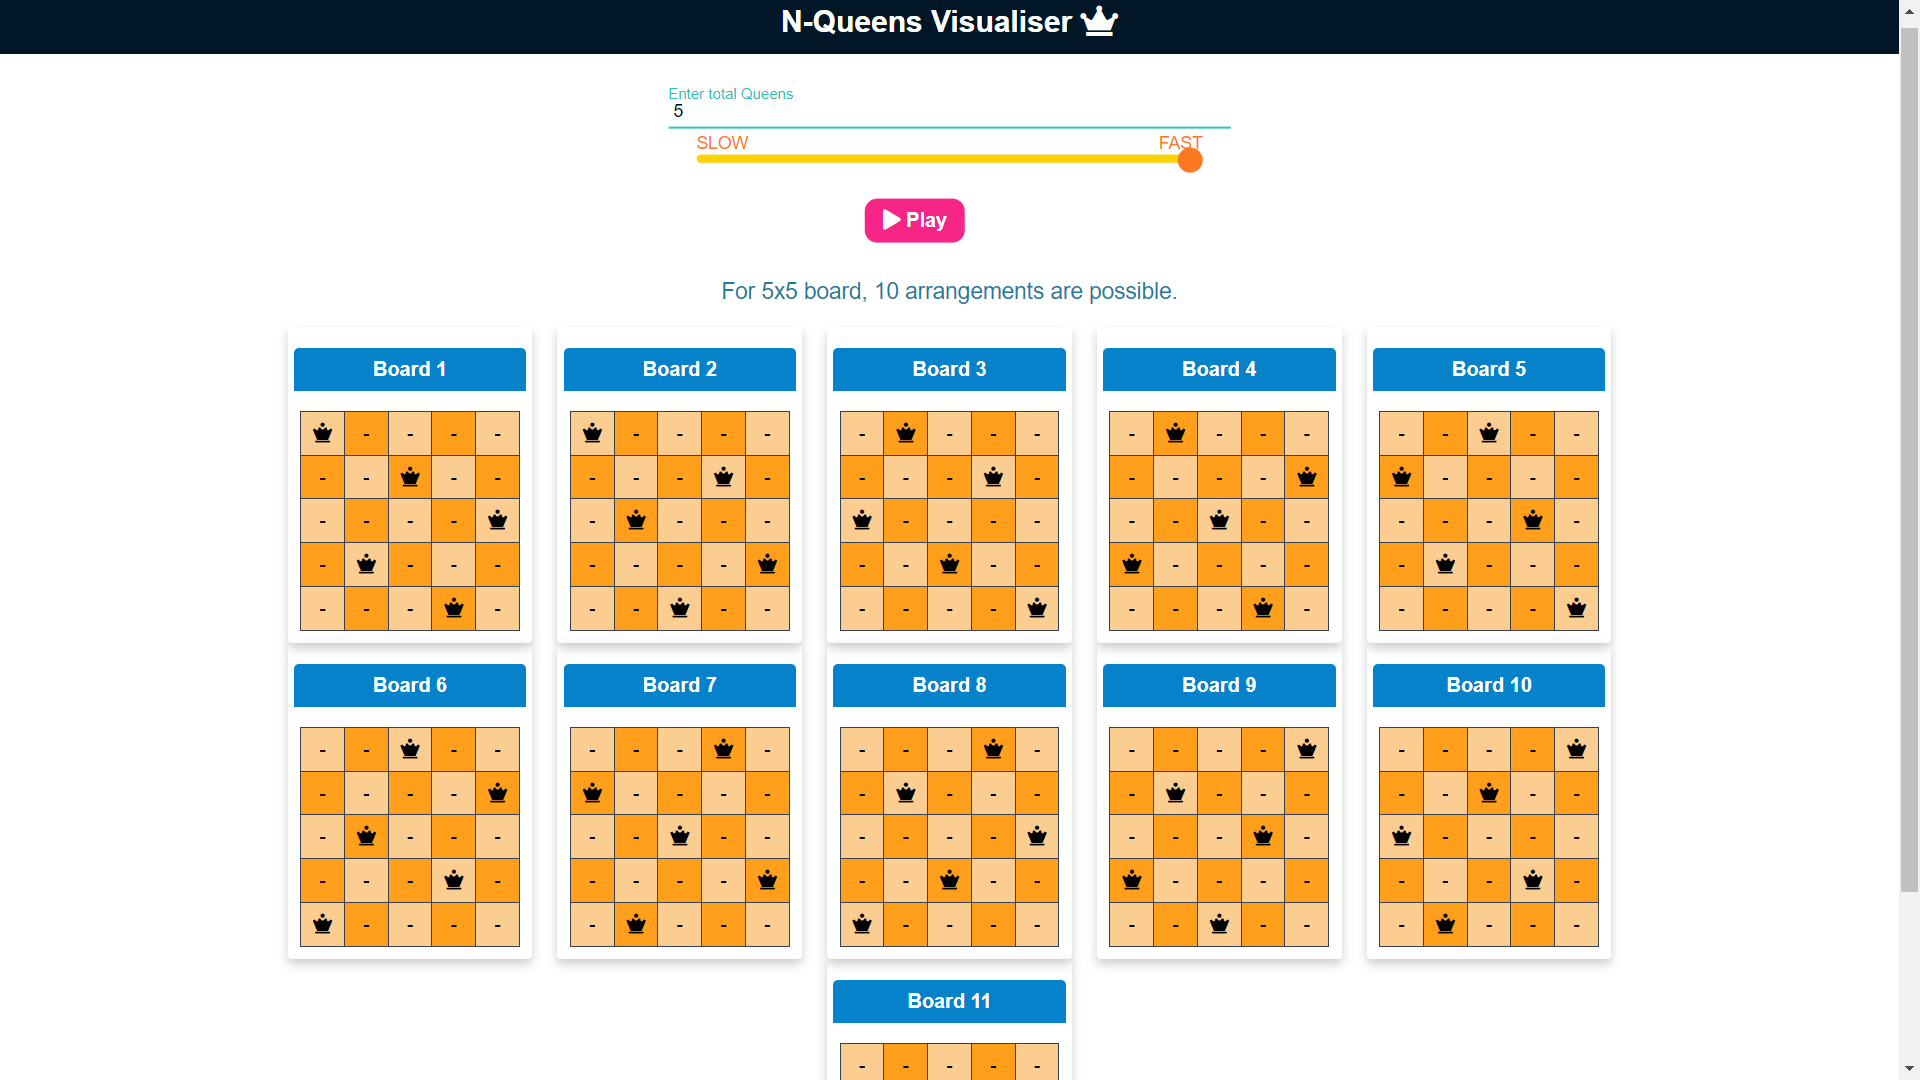 N-Queens Visualiser
Enter total Queens
5
SLOW FAST
Play
For 5x5 board, 10 arrangements are possible.
Board 1 Board 2 Board 3 Board 4 Board 5
- - - - - - - - - - - - - - - - - - - -
- - - - - - - - - - - - - - - - - - - -
- - - - - - - - - - - - - - - - - - - -
- - - - - - - - - - - - - - - - - - - -
- - - - - - - - - - - - - - - - - - - -
Board 6 Board 7 Board 8 Board 9 Board 10
- - - - - - - - - - - - - - - - - - - -
- - - - - - - - - - - - - - - - - - - -
- - - - - - - - - - - - - - - - - - - -
- - - - - - - - - - - - - - - - - - - -
- - - - - - - - - - - - - - - - - - - -
Board 11
- - - - -